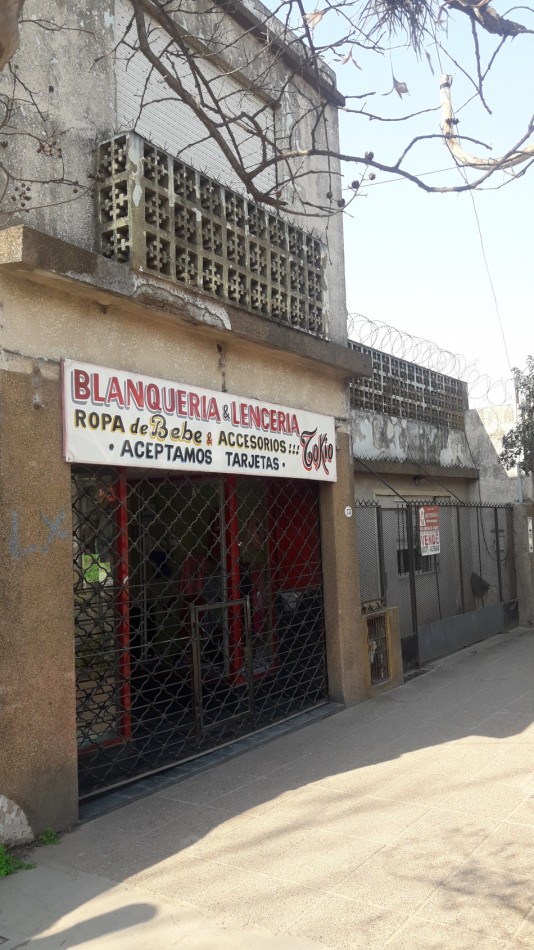 BLANQUERIA & LENCERIA
ROPA de Bebe & ACCESORIOS !!!
Tokio
• ACEPTAMOS TARJETAS •
VENDE